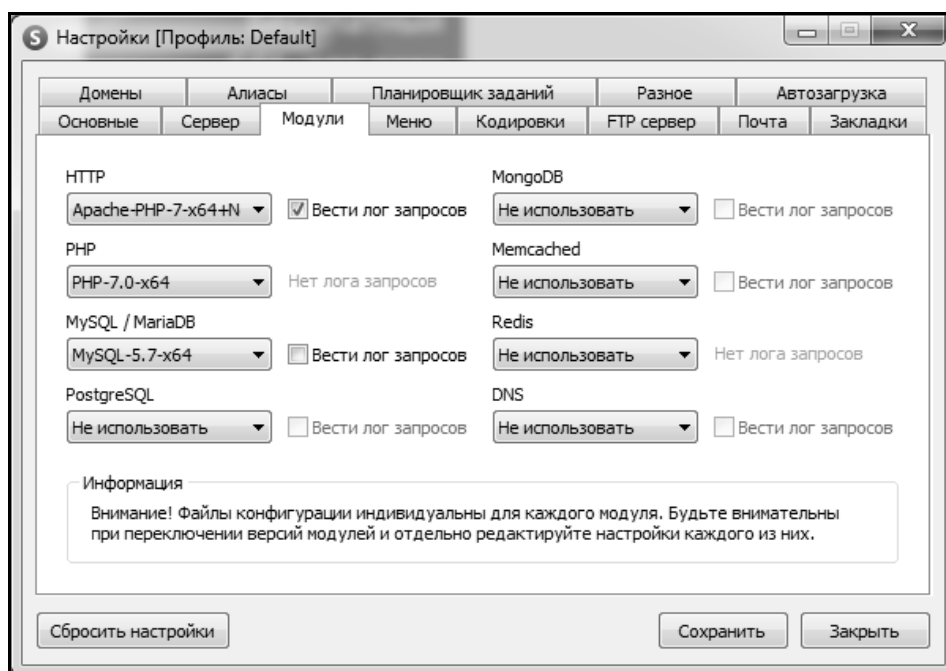 S Настройки [Профиль: Default]
Домены Алиасы Планировщик заданий Разное Автозагрузка
Основные Сервер Модули Меню Кодировки FTP сервер Почта Закладки
HTTP MongoDB
Apache-PHP-7-x64+N Вести лог запросов Не использовать Вести лог запросов
PHP Memcached
PHP-7.0-x64 Нет лога запросов Не использовать Вести лог запросов
MySQL / MariaDB Redis
MySQL-5.7-x64 Вести лог запросов Не использовать Нет лога запросов
PostgreSQL DNS
Не использовать Вести лог запросов Не использовать Вести лог запросов
Информация
Внимание! Файлы конфигурации индивидуальны для каждого модуля. Будьте внимательны
при переключении версий модулей и отдельно редактируйте настройки каждого из них.
Сбросить настройки Сохранить Закрыть